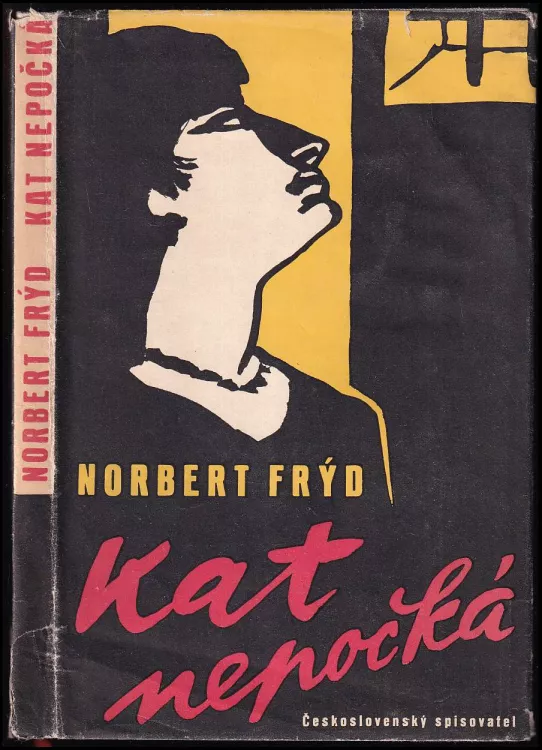 NORBERT FRÝD KAT NEPOČKÁ
NORBERT FRÝD
Kat
nepočká
Československý spisovatel